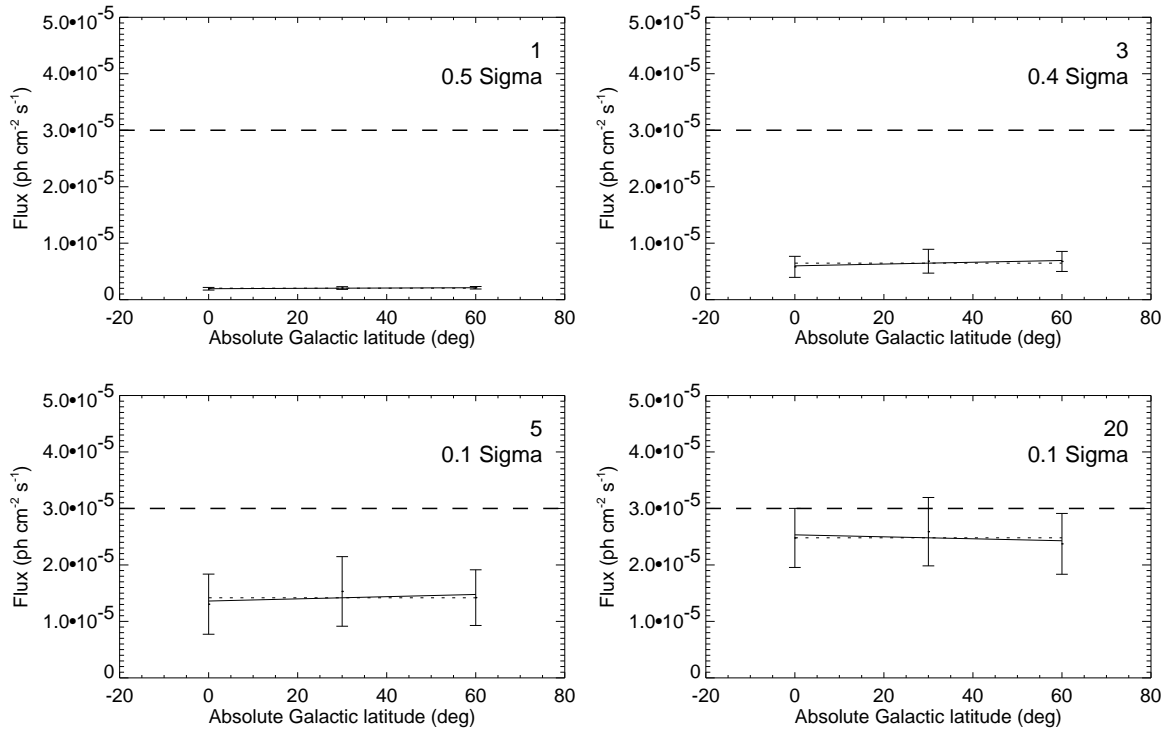 1
0.5 Sigma
5.0•10⁻⁵
4.0•10⁻⁵
3.0•10⁻⁵
2.0•10⁻⁵
1.0•10⁻⁵
0
Flux (ph cm⁻² s⁻¹)
-20 0 20 40 60 80
Absolute Galactic latitude (deg)
3
0.4 Sigma
5.0•10⁻⁵
4.0•10⁻⁵
3.0•10⁻⁵
2.0•10⁻⁵
1.0•10⁻⁵
0
Flux (ph cm⁻² s⁻¹)
-20 0 20 40 60 80
Absolute Galactic latitude (deg)
5
0.1 Sigma
5.0•10⁻⁵
4.0•10⁻⁵
3.0•10⁻⁵
2.0•10⁻⁵
1.0•10⁻⁵
0
Flux (ph cm⁻² s⁻¹)
-20 0 20 40 60 80
Absolute Galactic latitude (deg)
20
0.1 Sigma
5.0•10⁻⁵
4.0•10⁻⁵
3.0•10⁻⁵
2.0•10⁻⁵
1.0•10⁻⁵
0
Flux (ph cm⁻² s⁻¹)
-20 0 20 40 60 80
Absolute Galactic latitude (deg)